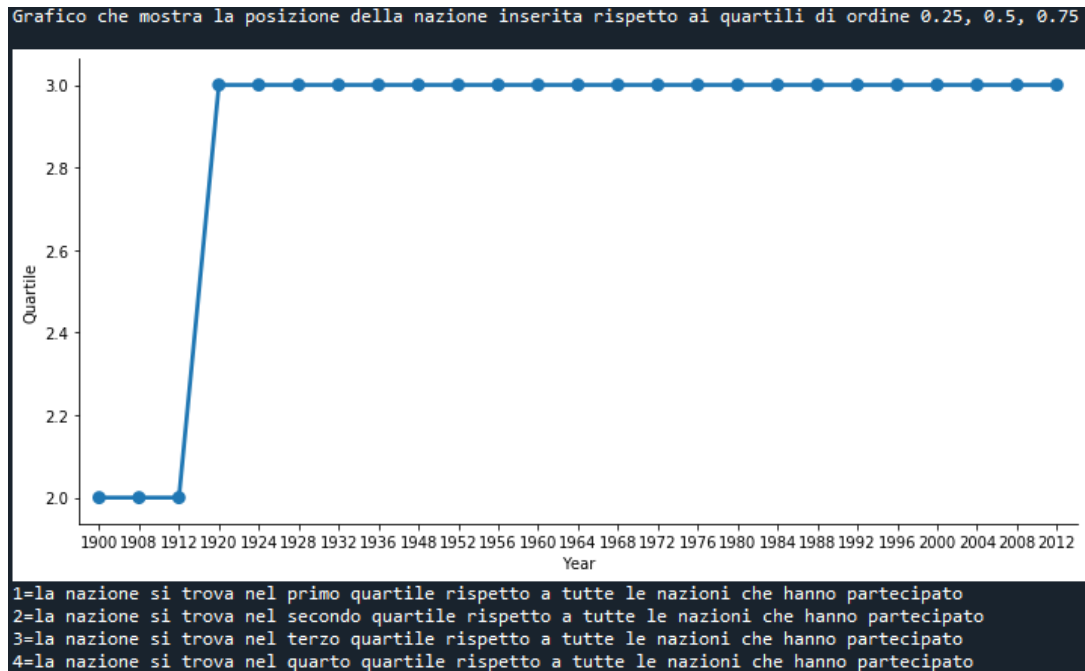 Grafico che mostra la posizione della nazione inserita rispetto ai quartili di ordine 0.25, 0.5, 0.75
3.0
2.8
2.6
2.4
2.2
2.0
Quartile
1900 1908 1912 1920 1924 1928 1932 1936 1948 1952 1956 1960 1964 1968 1972 1976 1980 1984 1988 1992 1996 2000 2004 2008 2012
Year
1=la nazione si trova nel primo quartile rispetto a tutte le nazioni che hanno partecipato
2=la nazione si trova nel secondo quartile rispetto a tutte le nazioni che hanno partecipato
3=la nazione si trova nel terzo quartile rispetto a tutte le nazioni che hanno partecipato
4=la nazione si trova nel quarto quartile rispetto a tutte le nazioni che hanno partecipato